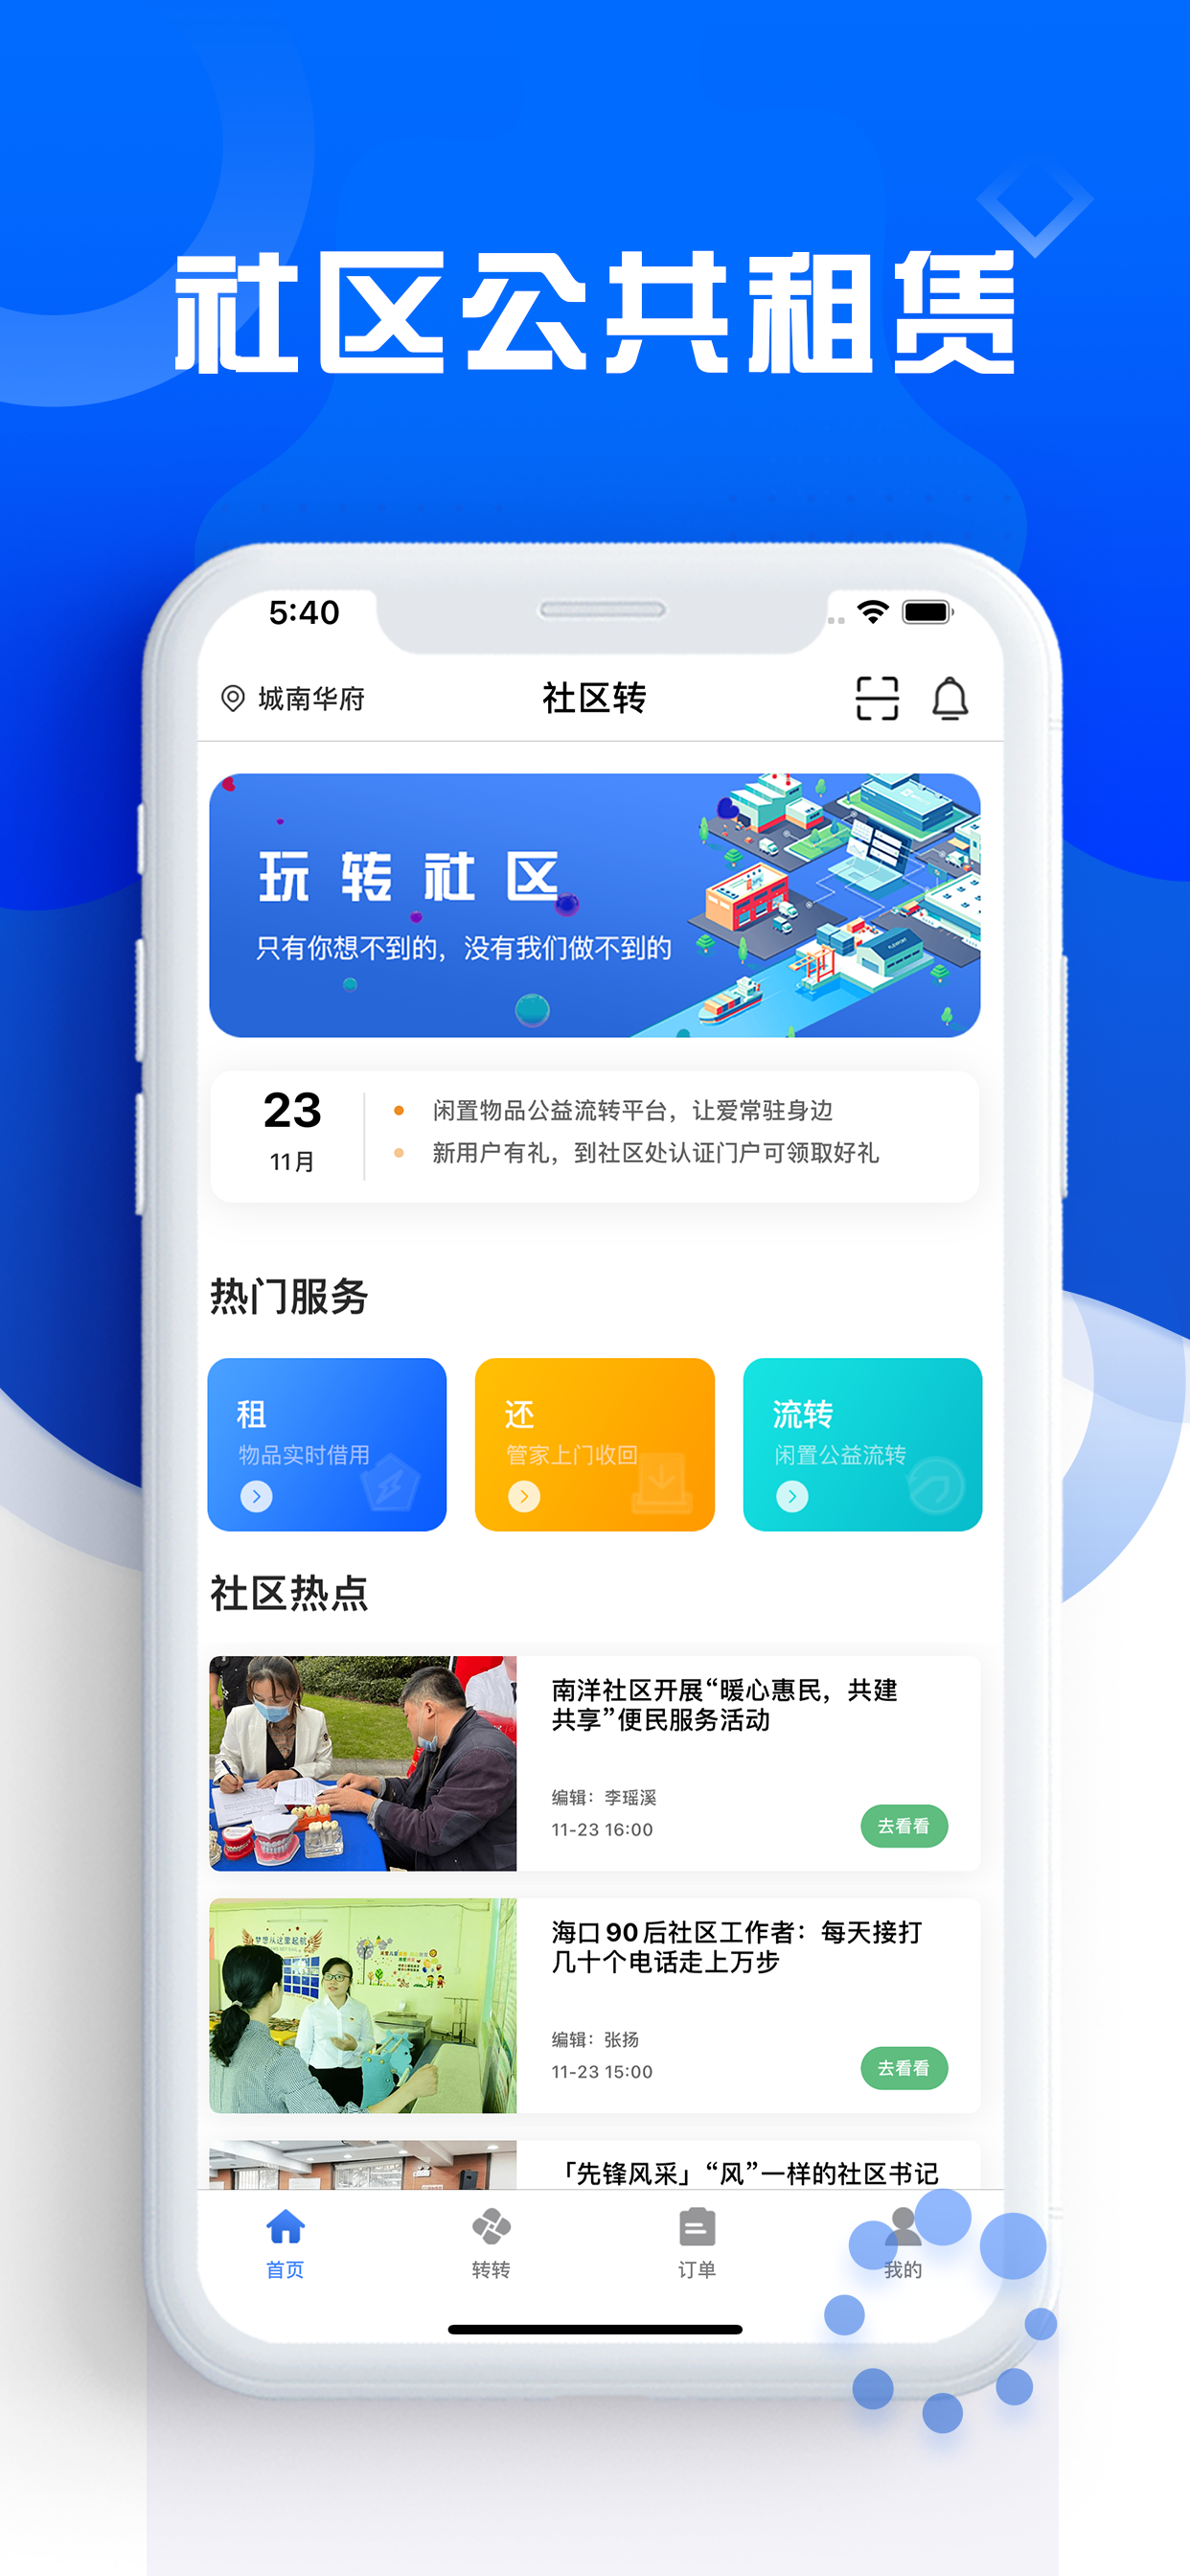 社区公共租赁
5:40
城南华府
社区转
玩转社区
只有你想不到的，没有我们做不到的
23
11月
闲置物品公益流转平台，让爱常驻身边
新用户有礼，到社区处认证门户可领取好礼
热门服务
租
物品实时借用
还
管家上门收回
流转
闲置公益流转
社区热点
南洋社区开展“暖心惠民，共建
共享”便民服务活动
编辑：李瑶溪
11-23 16:00
去看看
梦想从这里起航
海口 90 后社区工作者：每天接打
几十个电话走上万步
编辑：张扬
11-23 15:00
去看看
「先锋风采」“风”一样的社区书记
首页
转转
订单
我的